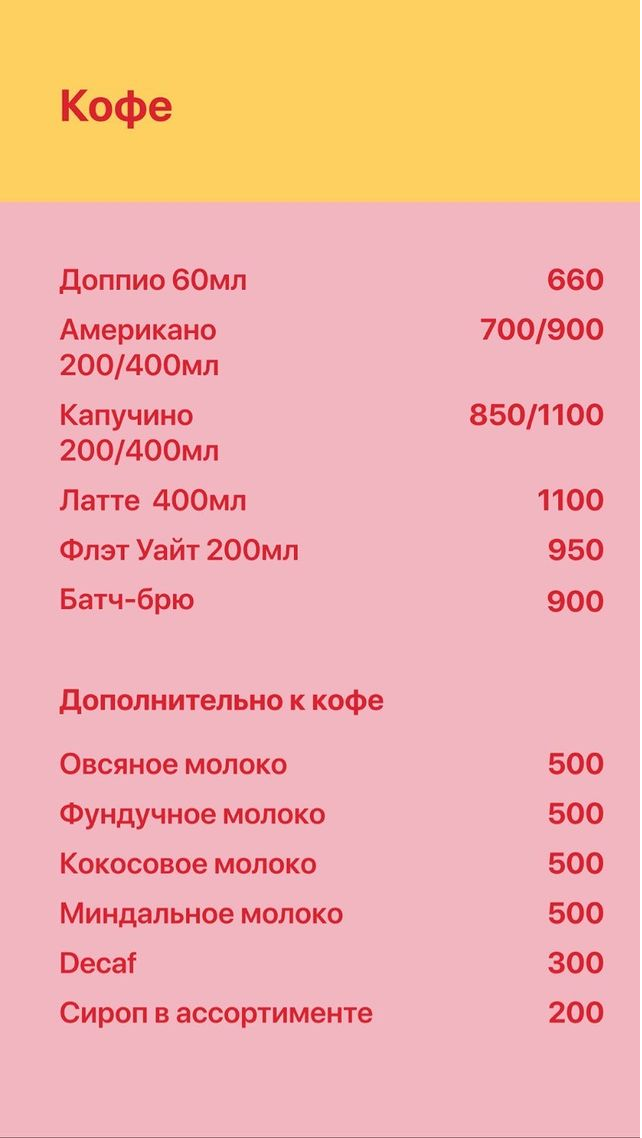 Кофе
Доппио 60мл 660
Американо 700/900
200/400мл
Капучино 850/1100
200/400мл
Латте  400мл 1100
Флэт Уайт 200мл 950
Батч-брю 900
Дополнительно к кофе
Овсяное молоко 500
Фундучное молоко 500
Кокосовое молоко 500
Миндальное молоко 500
Decaf 300
Сироп в ассортименте 200